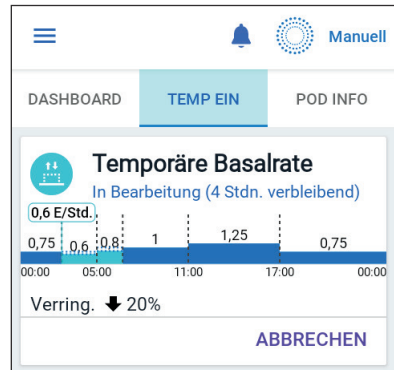 Manuell
DASHBOARD TEMP EIN POD INFO
Temporäre Basalrate
In Bearbeitung (4 Stdn. verbleibend)
0,6 E/Std.
0,75 0,6 0,8 1 1,25 0,75
00:00 05:00 11:00 17:00 00:00
Verring. 20%
ABBRECHEN